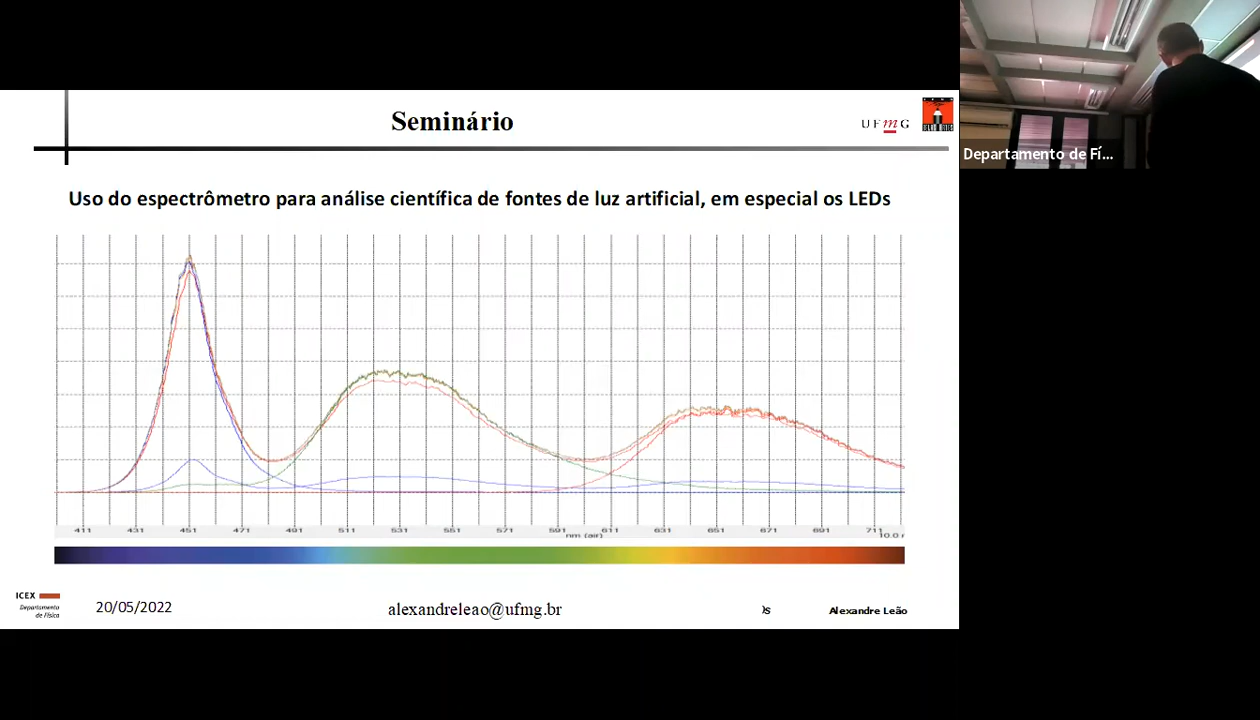 Seminário
UFmG
Departamento de Fí...
Uso do espectrômetro para análise científica de fontes de luz artificial, em especial os LEDs
411 431 451 471 491 511 531 551 571 591 611 631 651 671 691 711
nm (air)
10.0 r
ICEX
Departamento
de Física
20/05/2022
alexandreleao@ufmg.br
Alexandre Leão